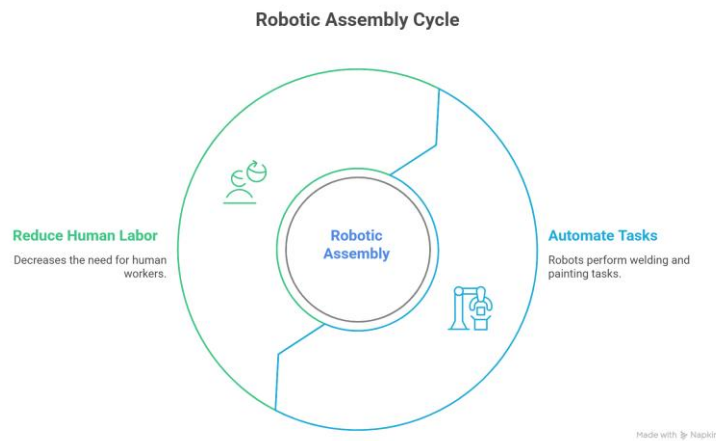 Robotic Assembly Cycle
Reduce Human Labor
Decreases the need for human
workers.
Robotic
Assembly
Automate Tasks
Robots perform welding and
painting tasks.
Made with Napkin